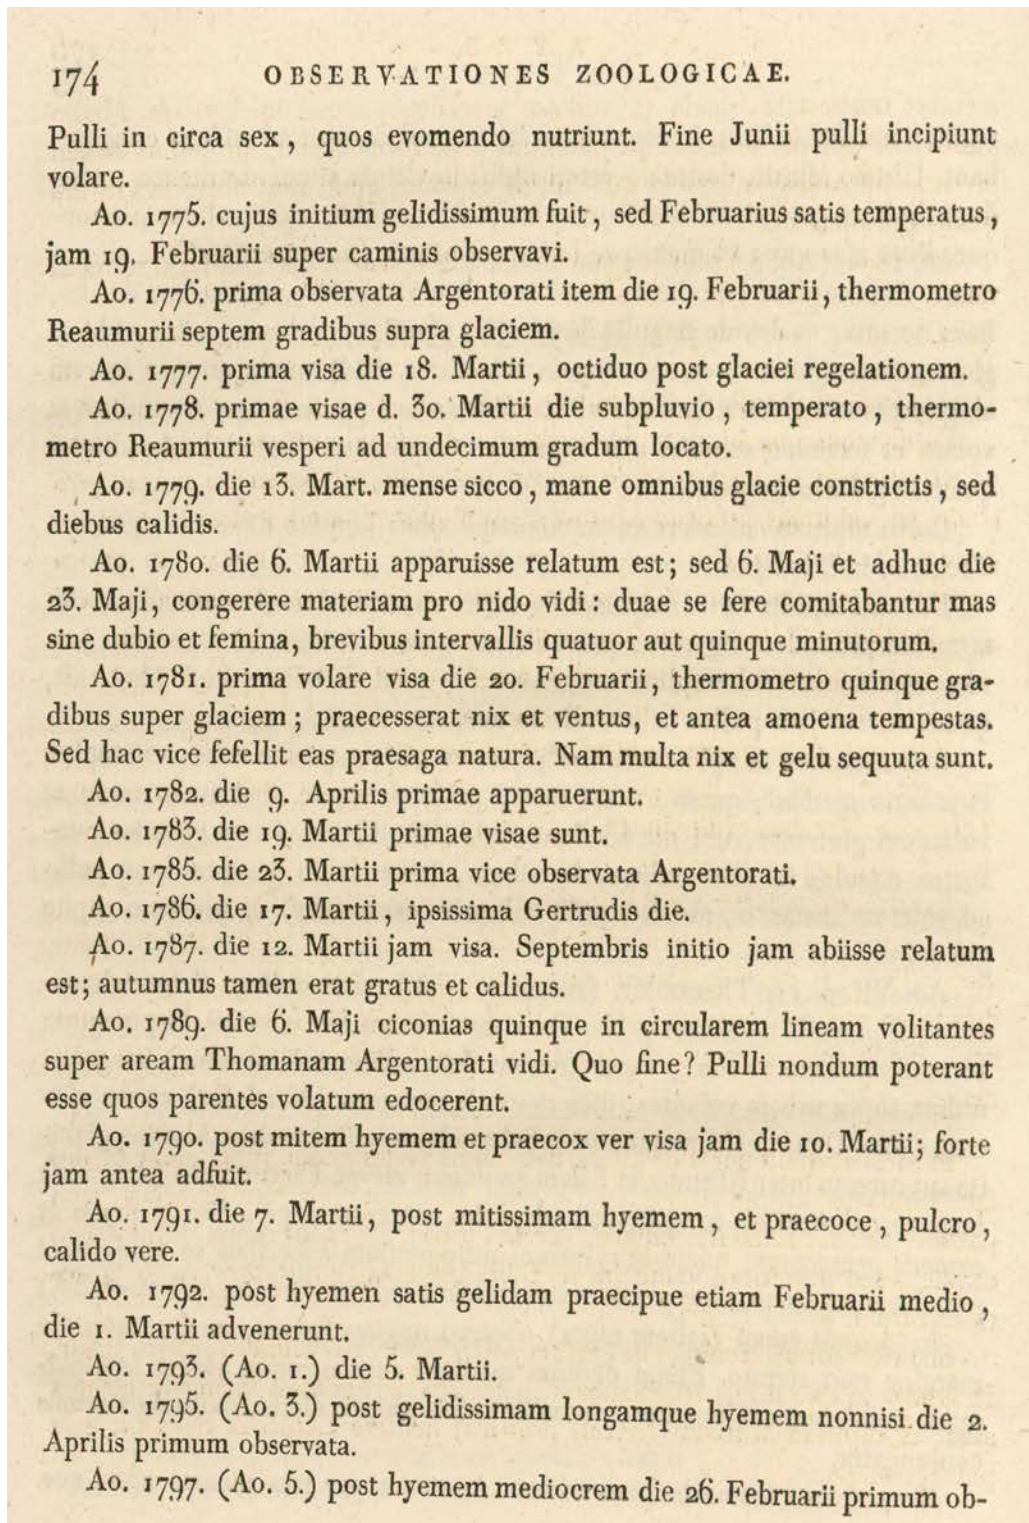 174 OBSERVATIONES ZOOLOGICAE.
Pulli in circa sex, quos evomendo nutriunt. Fine Junii pulli incipiunt
volare.
Ao. 1775. cujus initium gelidissimum fuit, sed Februarius satis temperatus,
jam 19. Februarii super caminis observavi.
Ao. 1776. prima observata Argentorati item die 19. Februarii, thermometro
Reaumurii septem gradibus supra glaciem.
Ao. 1777. prima visa die 18. Martii, octiduo post glaciei regelationem.
Ao. 1778. primae visae d. 30. Martii die subpluvio, temperato, thermo-
metro Reaumurii vesperi ad undecimum gradum locato.
Ao. 1779. die 13. Mart. mense sicco, mane omnibus glacie constrictis, sed
diebus calidis.
Ao. 1780. die 6. Martii apparuisse relatum est; sed 6. Maji et adhuc die
23. Maji, congerere materiam pro nido vidi: duae se fere comitabantur mas
sine dubio et femina, brevibus intervallis quatuor aut quinque minutorum.
Ao. 1781. prima volare visa die 20. Februarii, thermometro quinque gra-
dibus super glaciem; praecesserat nix et ventus, et antea amoena tempestas.
Sed hac vice fefellit eas praesaga natura. Nam multa nix et gelu sequuta sunt.
Ao. 1782. die 9. Aprilis primae apparuerunt.
Ao. 1783. die 19. Martii primae visae sunt.
Ao. 1785. die 23. Martii prima vice observata Argentorati.
Ao. 1786. die 17. Martii, ipsissima Gertrudis die.
Ao. 1787. die 12. Martii jam visa. Septembris initio jam abiisse relatum
est; autumnus tamen erat gratus et calidus.
Ao. 1789. die 6. Maji ciconias quinque in circularem lineam volitantes
super aream Thomanam Argentorati vidi. Quo fine? Pulli nondum poterant
esse quos parentes volatum edocerent.
Ao. 1790. post mitem hyemem et praecox ver visa jam die 10. Martii; forte
jam antea adfuit.
Ao. 1791. die 7. Martii, post mitissimam hyemem, et praecoce, pulcro,
calido vere.
Ao. 1792. post hyemen satis gelidam praecipue etiam Februarii medio,
die 1. Martii advenerunt.
Ao. 1793. (Ao. 1.) die 5. Martii.
Ao. 1795. (Ao. 3.) post gelidissimam longamque hyemem nonnisi die 2.
Aprilis primum observata.
Ao. 1797. (Ao. 5.) post hyemem mediocrem die 26. Februarii primum ob-